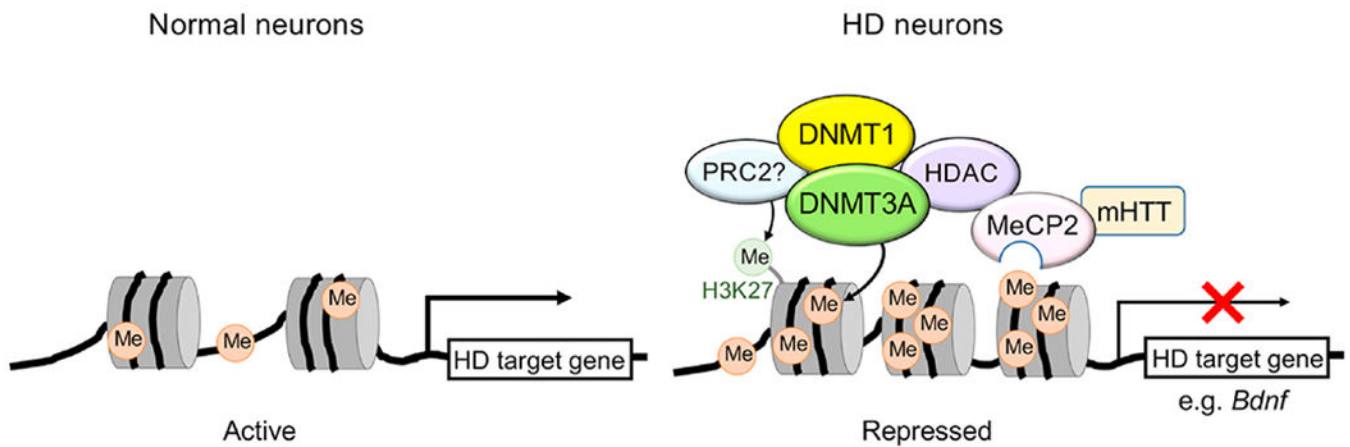 Normal neurons
Me
Me
Me
HD target gene
Active
HD neurons
DNMT1
PRC2?
HDAC
DNMT3A
MeCP2
mHTT
Me
H3K27
Me
Me
Me
Me
Me
Me
Me
Me
Me
Me
HD target gene
e.g. Bdnf
Repressed